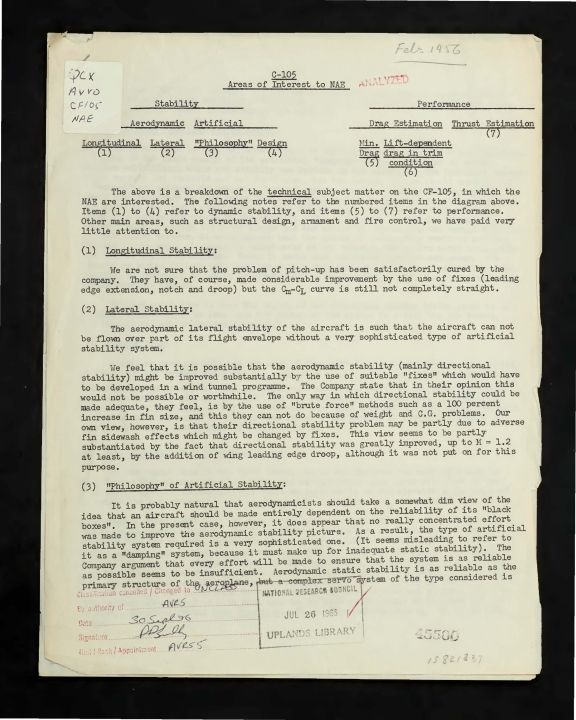 Feb. 1956
QCX
Avro
CF105
NAE
C-105
Areas of Interest to NAE
ANALYZED
Stability Performance
Aerodynamic Artificial Drag Estimation Thrust Estimation
(7)
Longitudinal Lateral "Philosophy" Design Min. Lift-dependent
(1) (2) (3) (4) Drag drag in trim
(5) condition
(6)
The above is a breakdown of the technical subject matter on the CF-105, in which the
NAE are interested. The following notes refer to the numbered items in the diagram above.
Items (1) to (4) refer to dynamic stability, and items (5) to (7) refer to performance.
Other main areas, such as structural design, armament and fire control, we have paid very
little attention to.
(1) Longitudinal Stability:
We are not sure that the problem of pitch-up has been satisfactorily cured by the
company. They have, of course, made considerable improvement by the use of fixes (leading
edge extension, notch and droop) but the Cm-CL curve is still not completely straight.
(2) Lateral Stability:
The aerodynamic lateral stability of the aircraft is such that the aircraft can not
be flown over part of its flight envelope without a very sophisticated type of artificial
stability system.
We feel that it is possible that the aerodynamic stability (mainly directional
stability) might be improved substantially by the use of suitable "fixes" which would have
to be developed in a wind tunnel programme. The Company state that in their opinion this
would not be possible or worthwhile. The only way in which directional stability could be
made adequate, they feel, is by the use of "brute force" methods such as a 100 percent
increase in fin size, and this they can not do because of weight and C.G. problems. Our
own view, however, is that their directional stability problem may be partly due to adverse
fin sidewash effects which might be changed by fixes. This view seems to be partly
substantiated by the fact that directional stability was greatly improved, up to M = 1.2
at least, by the addition of wing leading edge droop, although it was not put on for this
purpose.
(3) "Philosophy" of Artificial Stability:
It is probably natural that aerodynamicists should take a somewhat dim view of the
idea that an aircraft should be made entirely dependent on the reliability of its "black
boxes". In the present case, however, it does appear that no really concentrated effort
was made to improve the aerodynamic stability picture. As a result, the type of artificial
stability system required is a very sophisticated one. (It seems misleading to refer to
it as a "damping" system, because it must make up for inadequate static stability). The
Company argument that every effort will be made to ensure that the system is as reliable
as possible seems to be insufficient. Aerodynamic static stability is as reliable as the
primary structure of the aeroplane, but a complex servo system of the type considered is
Classification cancelled / Changed to UNCLASS
By authority of AVRS
Date 30 Sept 96
Signature
Unit / Rank / Appointment AVRS 5
NATIONAL RESEARCH COUNCIL
JUL 26 1965
UPLANDS LIBRARY
45500